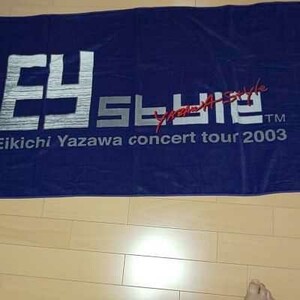 EY style TM
YAZAWA Style
Eikichi Yazawa concert tour 2003